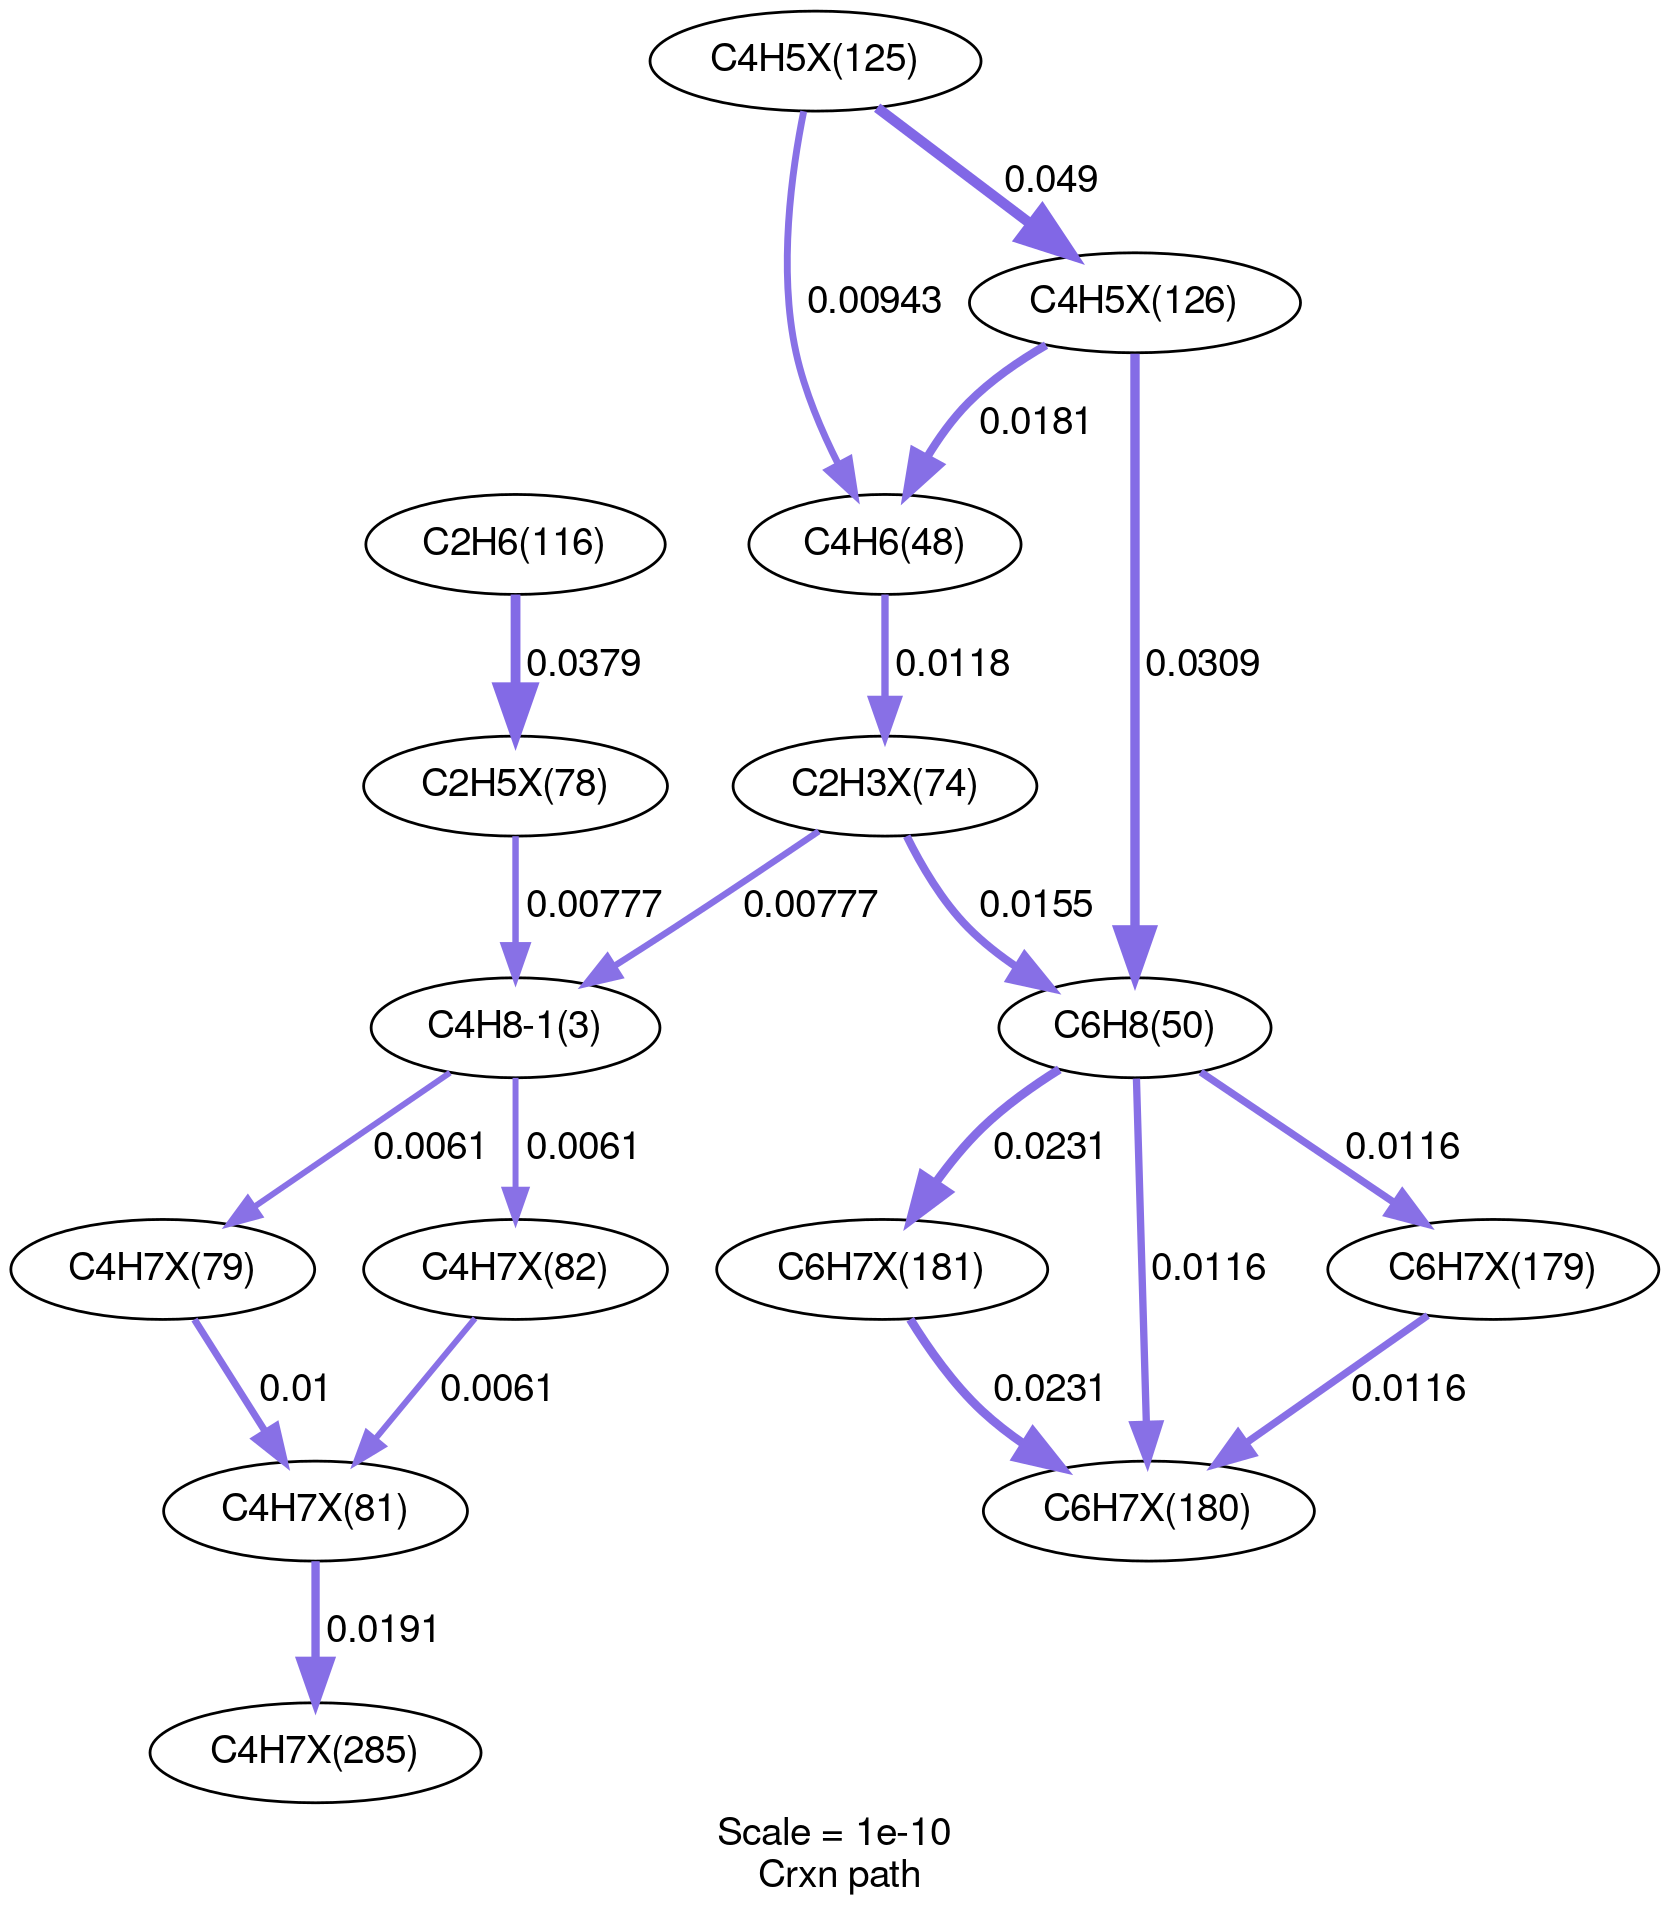 C4H5X(125)
0.049
0.00943
C4H5X(126)
0.0181
C2H6(116)
C4H6(48)
0.0379
0.0118
0.0309
C2H5X(78)
C2H3X(74)
0.00777
0.00777
0.0155
C4H8-1(3)
C6H8(50)
0.0061
0.0061
0.0231
0.0116
C4H7X(79)
C4H7X(82)
C6H7X(181)
0.0116
C6H7X(179)
0.01
0.0061
0.0231
0.0116
C4H7X(81)
C6H7X(180)
0.0191
C4H7X(285)
Scale = 1e-10
Crxn path